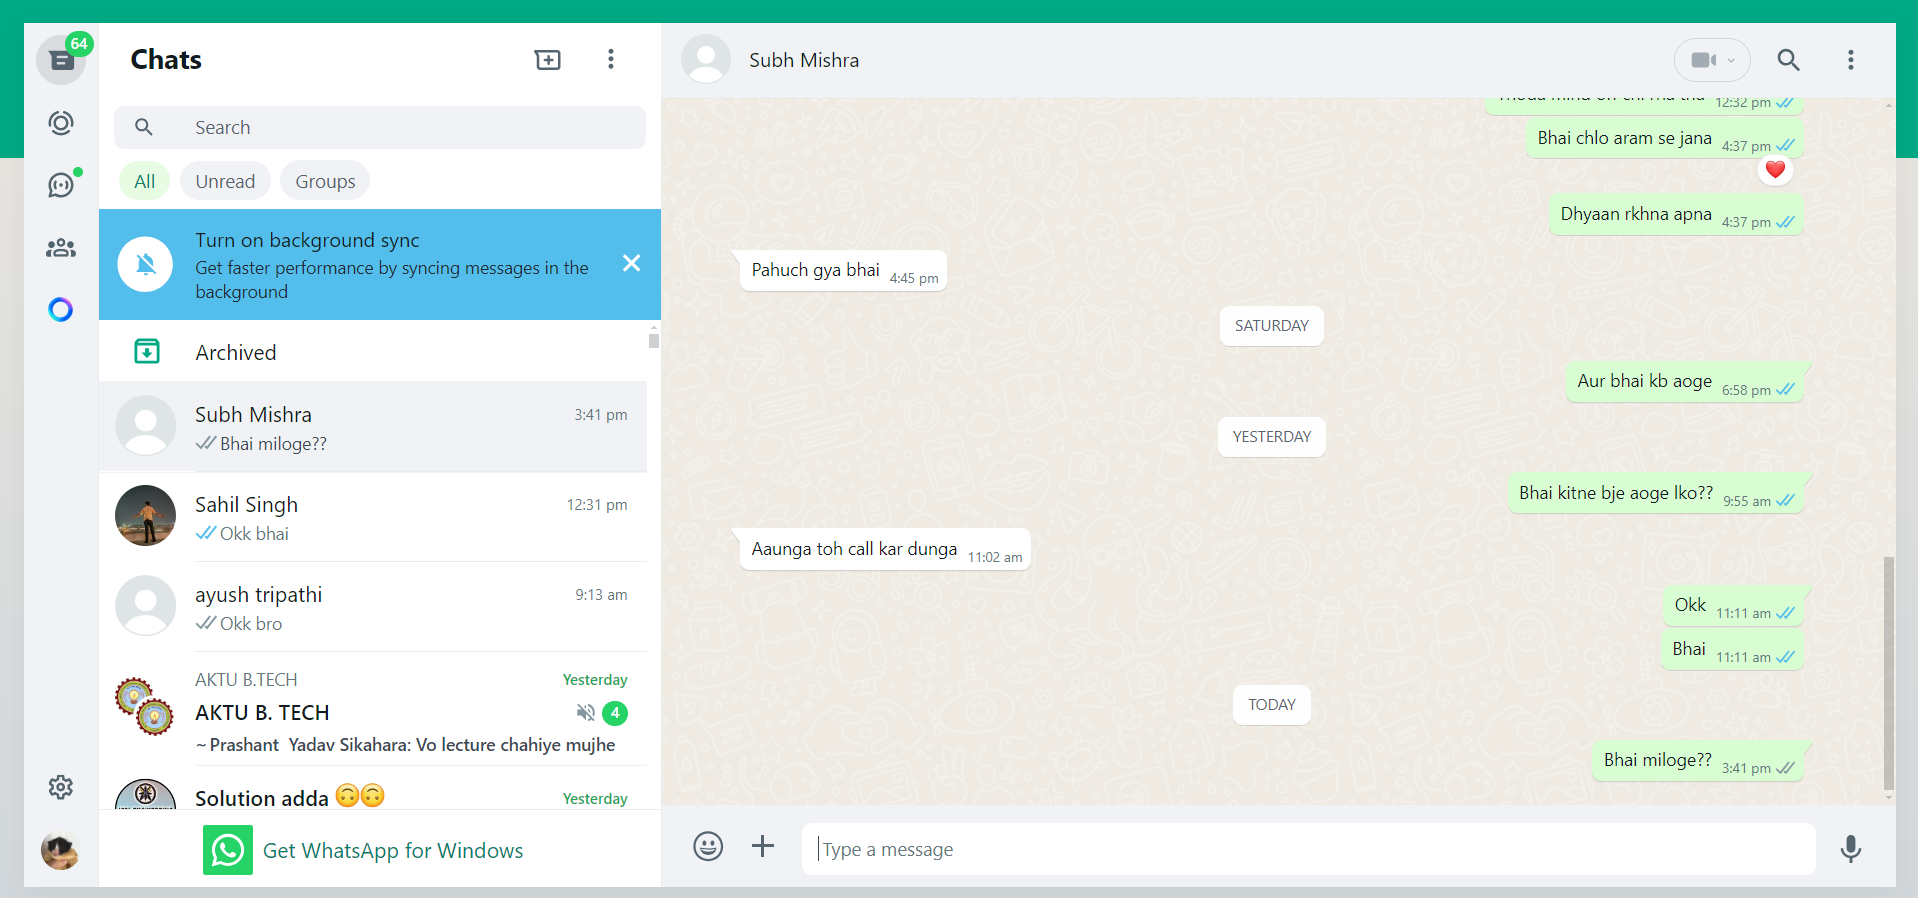 64
Chats
Search
All
Unread
Groups
Turn on background sync
Get faster performance by syncing messages in the
background
Archived
Subh Mishra
3:41 pm
Bhai miloge??
Sahil Singh
12:31 pm
Okk bhai
ayush tripathi
9:13 am
Okk bro
AKTU B.TECH
Yesterday
AKTU B. TECH
4
~ Prashant Yadav Sikahara: Vo lecture chahiye mujhe
Solution adda 🙃🙃
Yesterday
Get WhatsApp for Windows
Subh Mishra
12:32 pm
Bhai chlo aram se jana 4:37 pm
❤️
Dhyaan rkhna apna 4:37 pm
Pahuch gya bhai 4:45 pm
SATURDAY
Aur bhai kb aoge 6:58 pm
YESTERDAY
Bhai kitne bje aoge lko?? 9:55 am
Aaunga toh call kar dunga 11:02 am
Okk 11:11 am
Bhai 11:11 am
TODAY
Bhai miloge?? 3:41 pm
Type a message